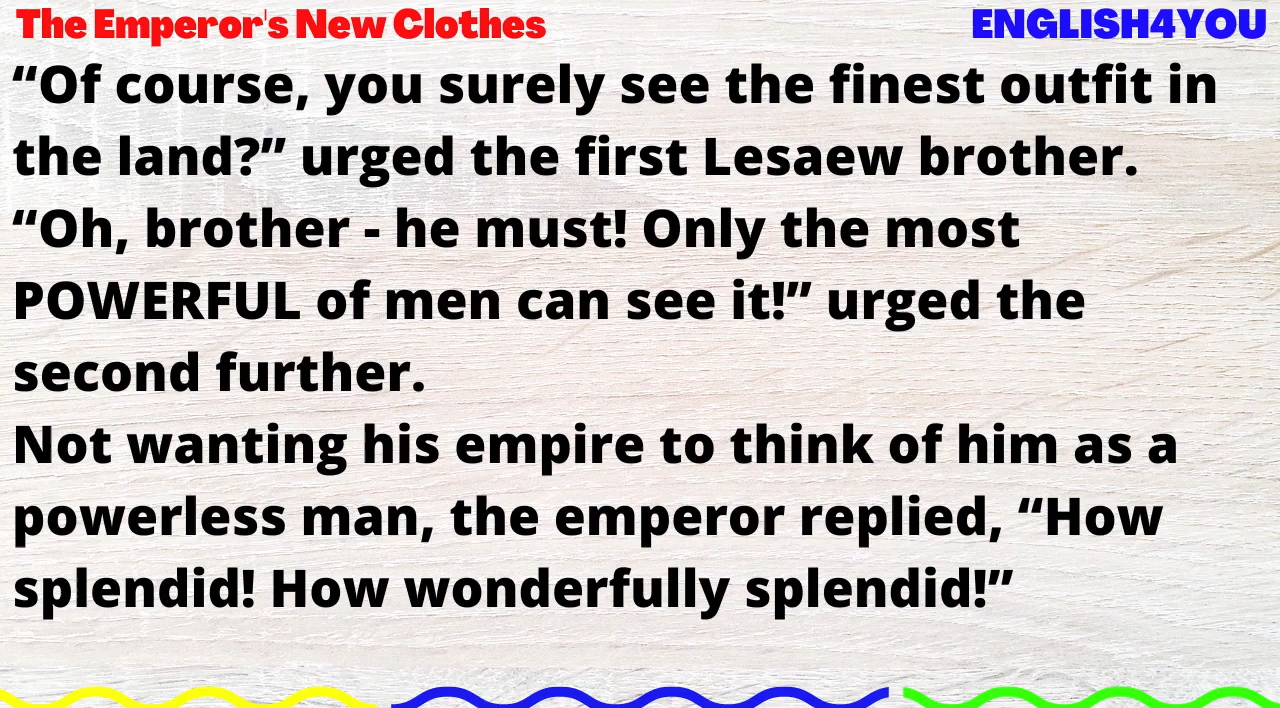 The Emperor's New Clothes
ENGLISH4YOU
“Of course, you surely see the finest outfit in
the land?” urged the first Lesaew brother.
“Oh, brother - he must! Only the most
POWERFUL of men can see it!” urged the
second further.
Not wanting his empire to think of him as a
powerless man, the emperor replied, “How
splendid! How wonderfully splendid!”